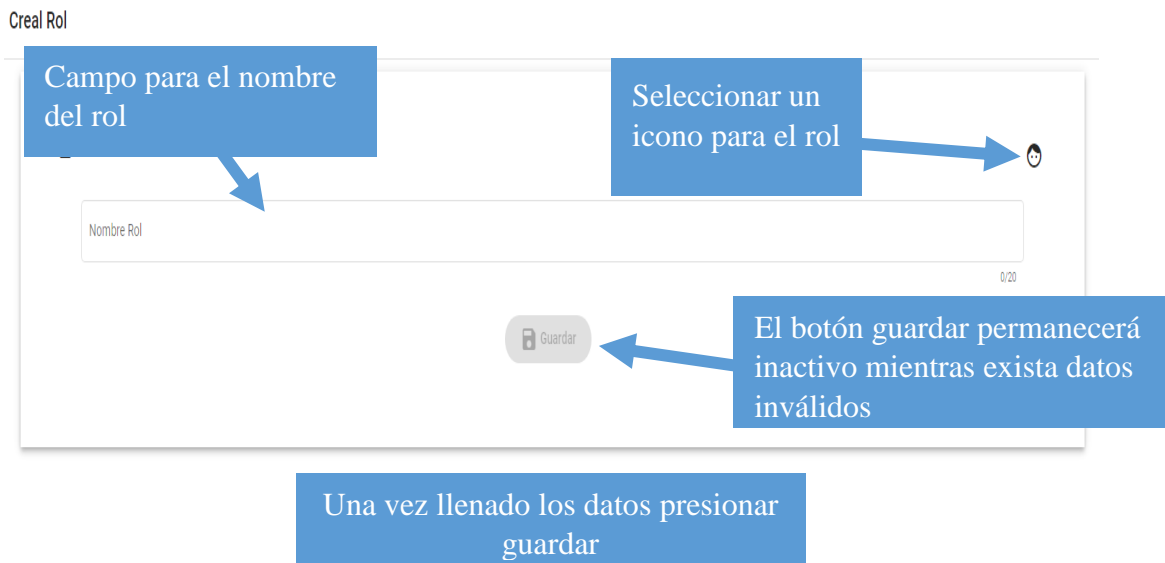 Creal Rol
Campo para el nombre
del rol
Seleccionar un
icono para el rol
Nombre Rol
0/20
Guardar
El botón guardar permanecerá
inactivo mientras exista datos
inválidos
Una vez llenado los datos presionar
guardar